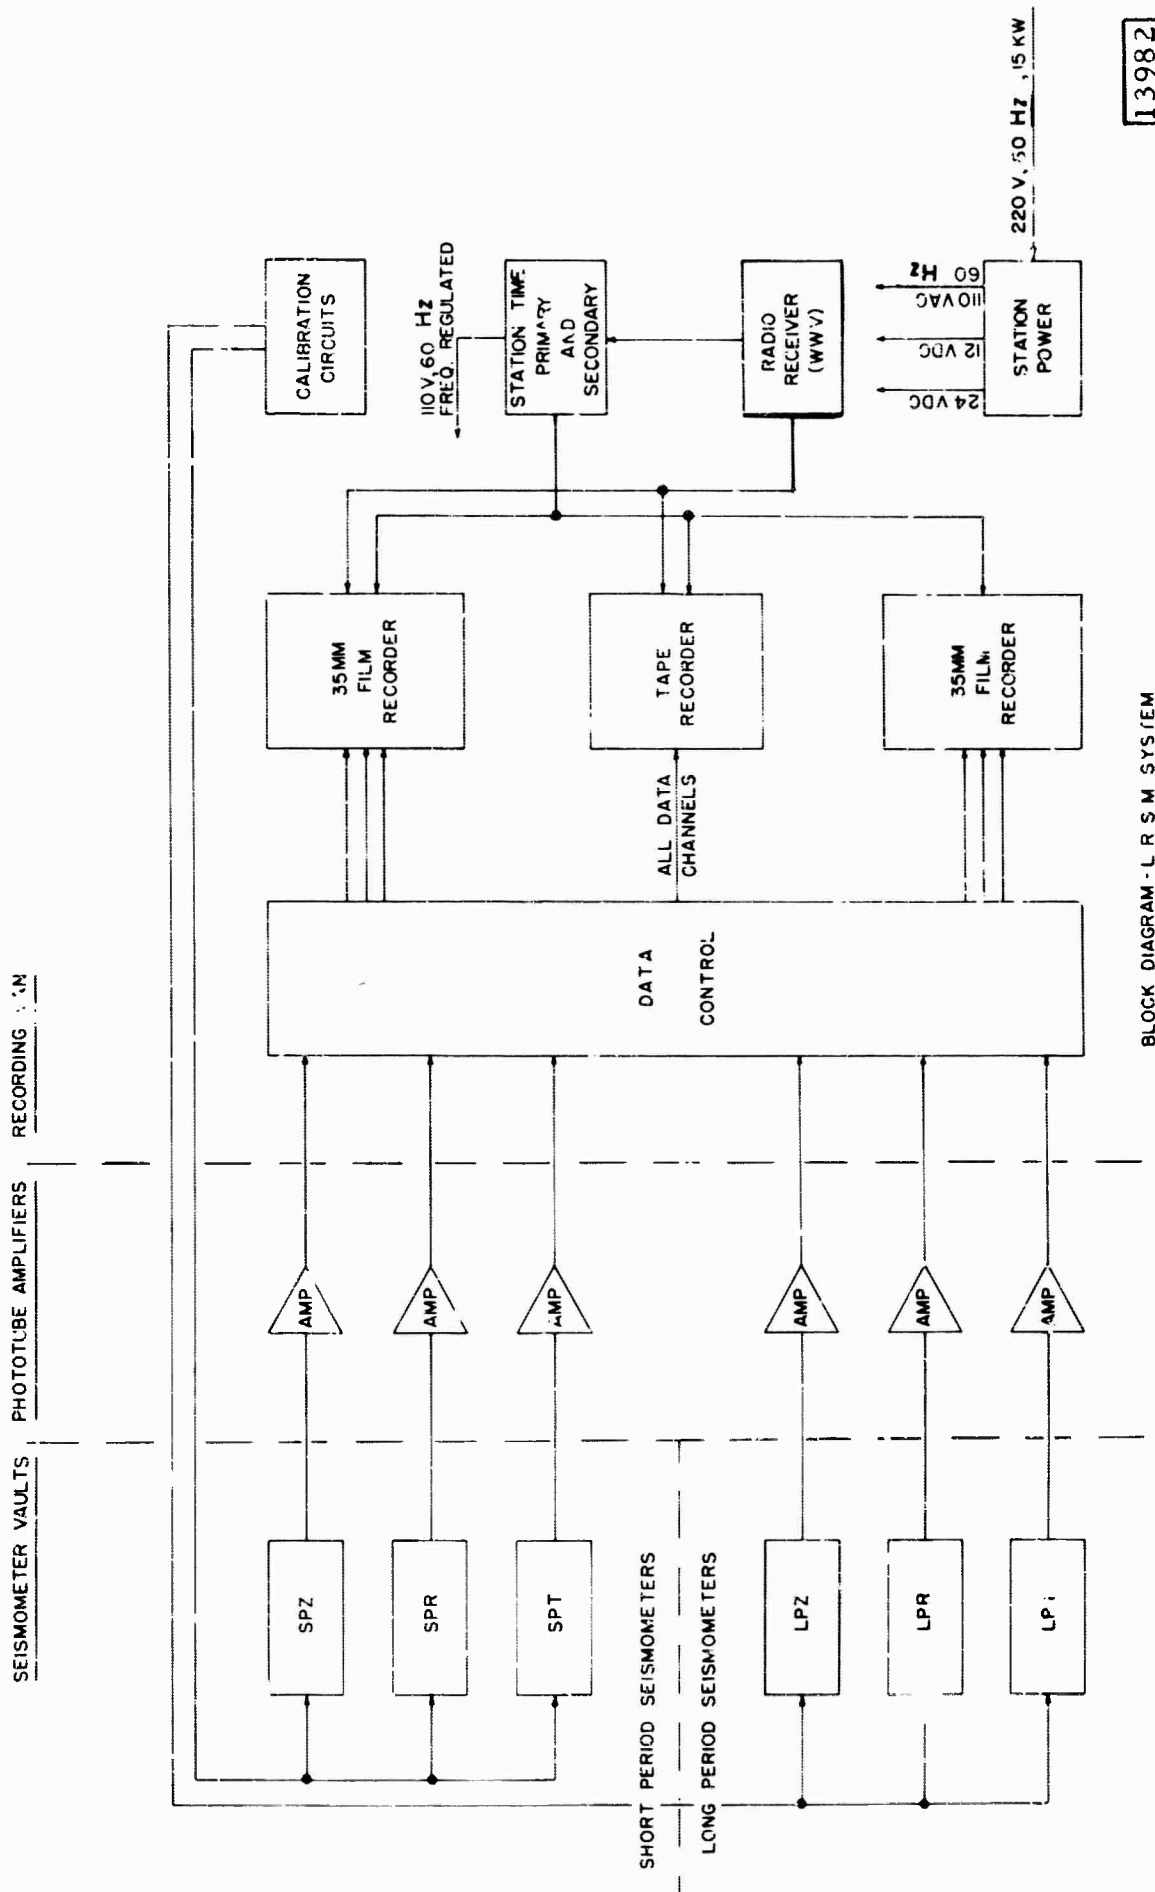 SEISMOMETER VAULTS
PHOTOTUBE AMPLIFIERS
RECORDING
CALIBRATION
CIRCUITS
SPZ
AMP
SPR
AMP
SPT
AMP
SHORT PERIOD SEISMOMETERS
LONG PERIOD SEISMOMETERS
LPZ
AMP
LPR
AMP
AMP
DATA
CONTROL
35MM
FILM
RECORDER
ALL DATA
CHANNELS
TAPE
RECORDER
35MM
FILM
RECORDER
110V, 60 Hz
FREQ. REGULATED
STATION TIME
PRIMARY
AND
SECONDARY
RADIO
RECEIVER
(WWV)
24 VDC
12 VDC
110 VAC
60 Hz
STATION
POWER
220 V, 60 Hz, 15 KW
BLOCK DIAGRAM - L R S M SYSTEM
13982